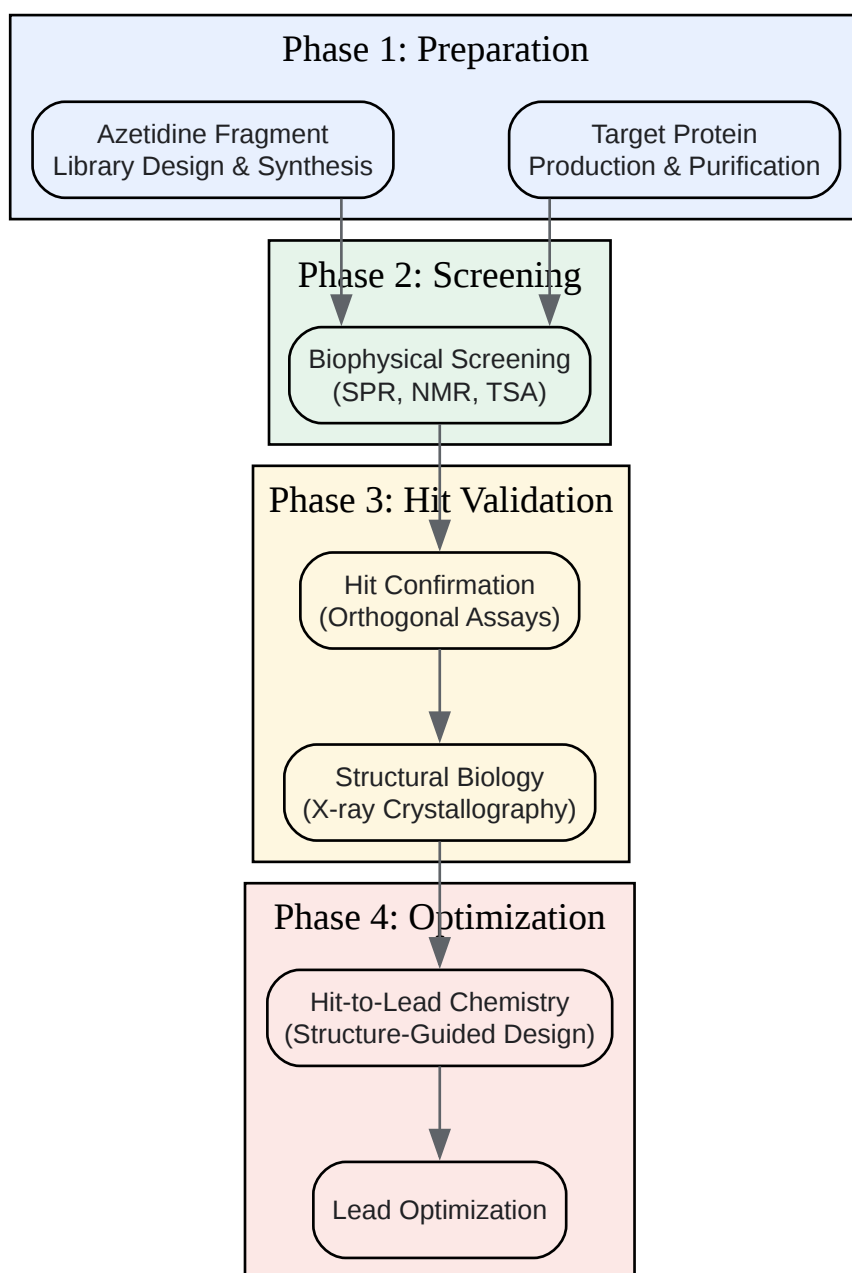 Phase 1: Preparation
Azetidine Fragment
Library Design & Synthesis
Target Protein
Production & Purification
Phase 2: Screening
Biophysical Screening
(SPR, NMR, TSA)
Phase 3: Hit Validation
Hit Confirmation
(Orthogonal Assays)
Structural Biology
(X-ray Crystallography)
Phase 4: Optimization
Hit-to-Lead Chemistry
(Structure-Guided Design)
Lead Optimization